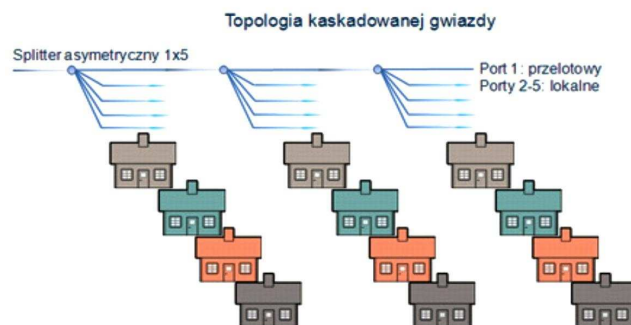 Topologia kaskadowanej gwiazdy
Splitter asymetryczny 1x5
Port 1: przelotowy
Porty 2-5: lokalne